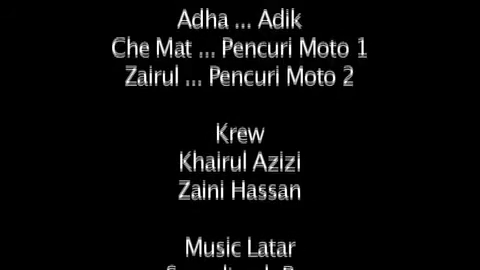 Adha ... Adik
Che Mat ... Pencuri Moto 1
Zairul ... Pencuri Moto 2
Krew
Khairul Azizi
Zaini Hassan
Music Latar